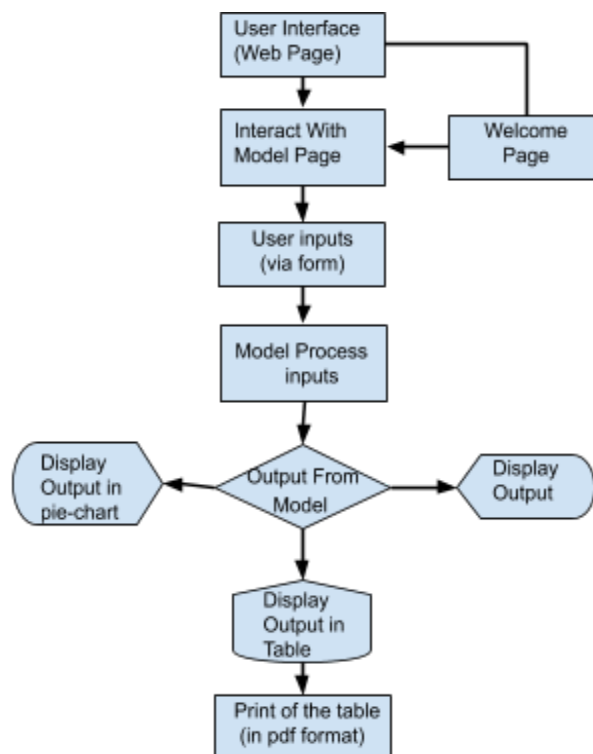 User Interface
(Web Page)
Interact With
Model Page
Welcome
Page
User inputs
(via form)
Model Process
inputs
Display
Output in
pie-chart
Output From
Model
Display
Output
Display
Output in
Table
Print of the table
(in pdf format)